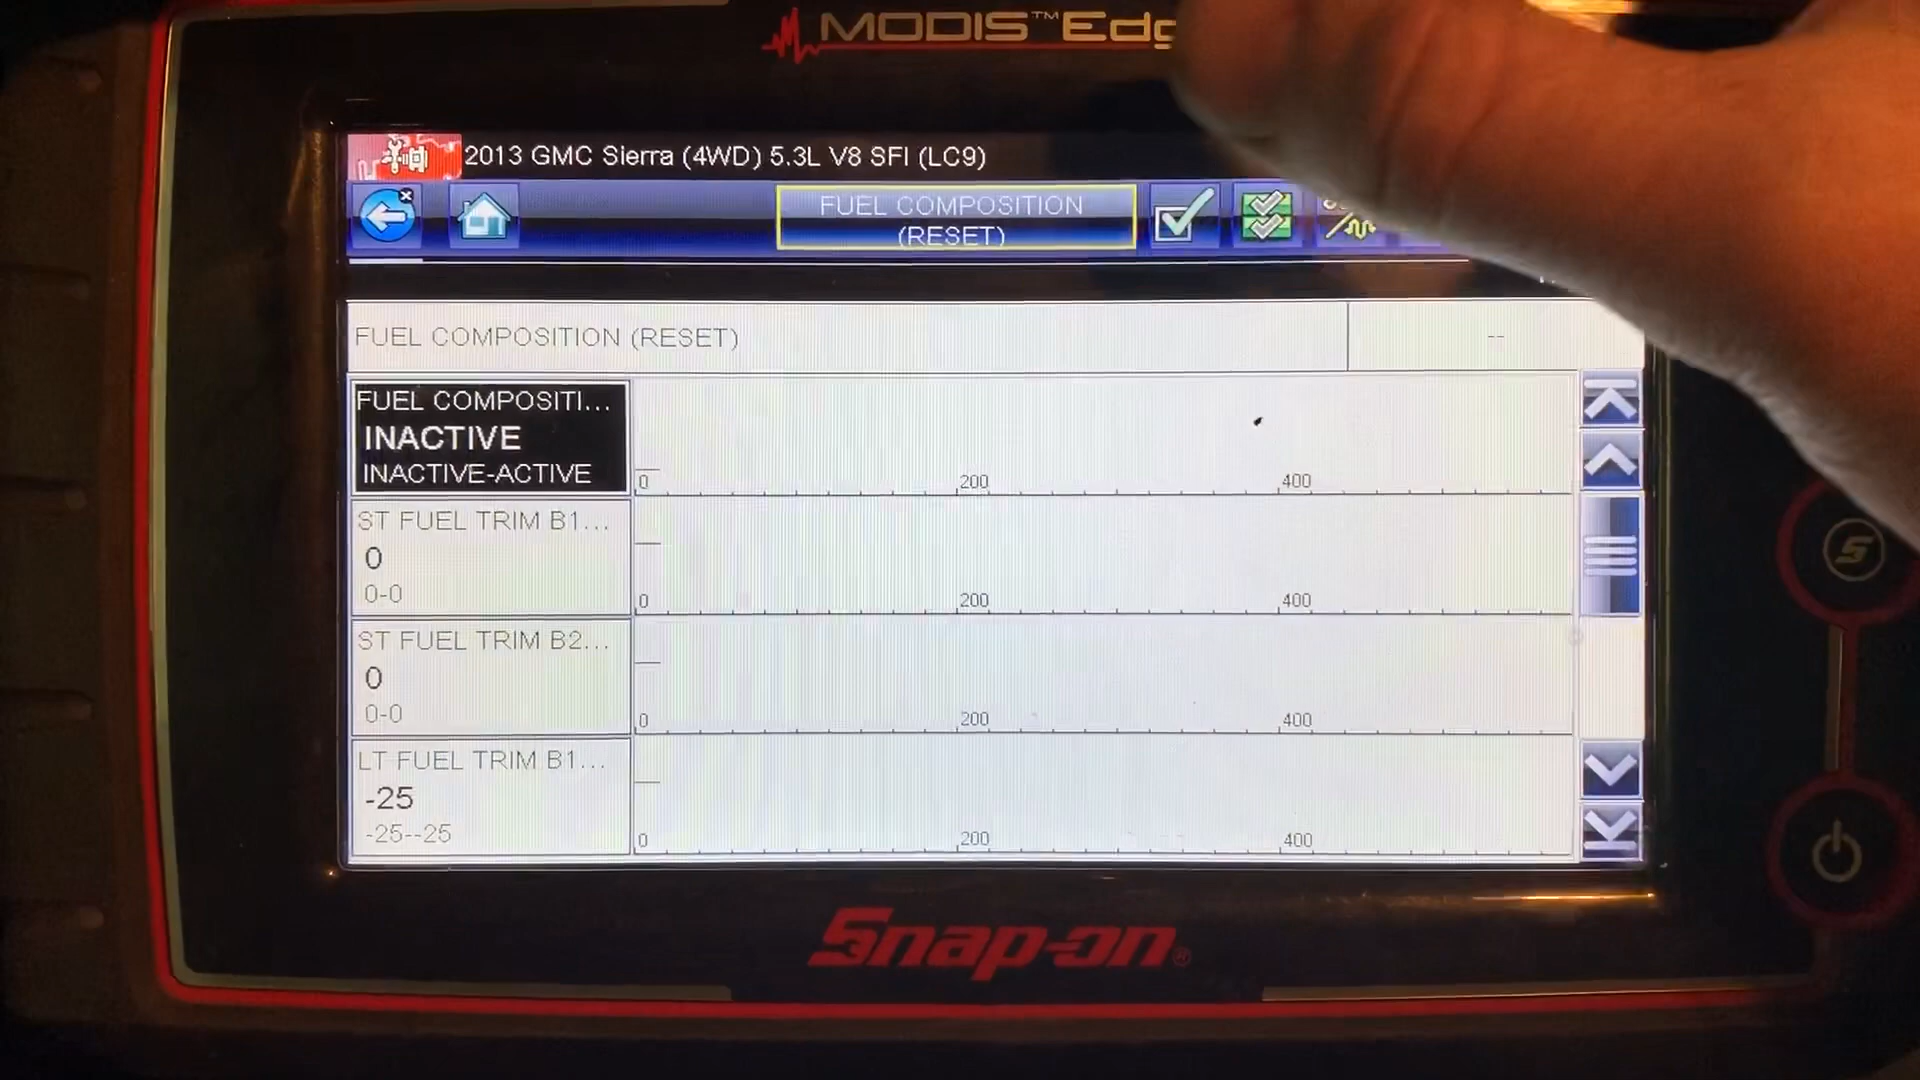 MODIS™Edg
2013 GMC Sierra (4WD) 5.3L V8 SFI (LC9)
FUEL COMPOSITION
(RESET)
FUEL COMPOSITION (RESET)
--
FUEL COMPOSITI...
INACTIVE
INACTIVE-ACTIVE
0 200 400
ST FUEL TRIM B1...
0
0-0
0 200 400
ST FUEL TRIM B2...
0
0-0
0 200 400
LT FUEL TRIM B1...
-25
-25--25
0 200 400
S
Snap-on®